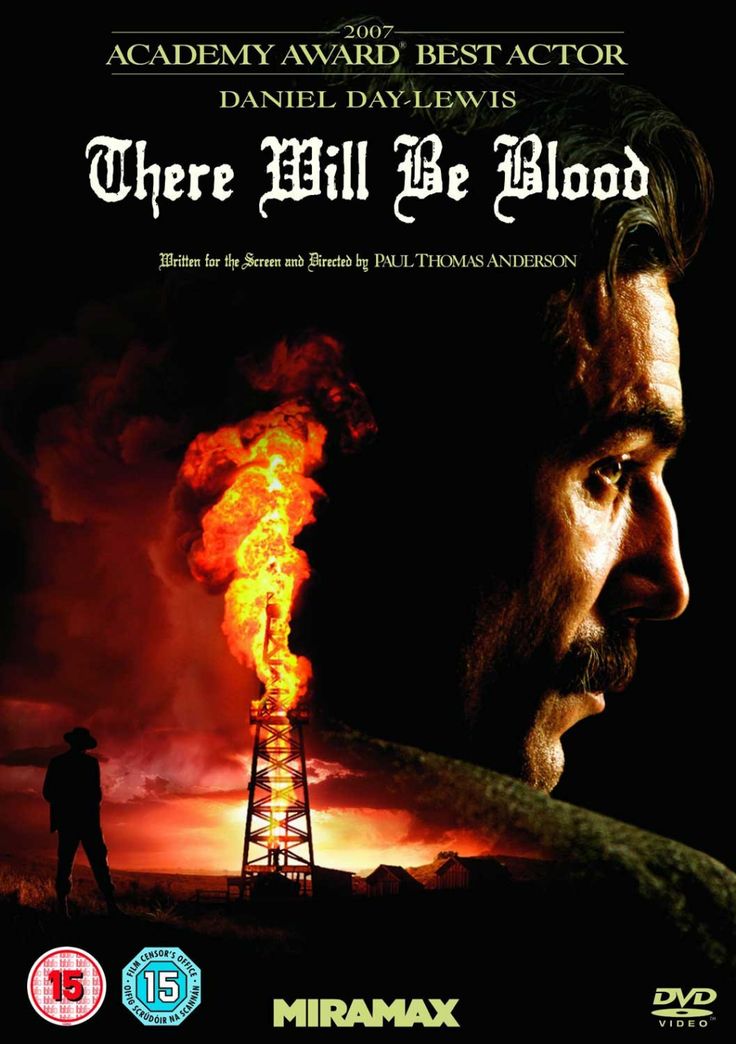 2007
ACADEMY AWARD® BEST ACTOR
DANIEL DAY-LEWIS
There Will Be Blood
Written for the Screen and Directed by PAUL THOMAS ANDERSON
15
FILM CENSOR'S OFFICE
15
OIFIG SCRÚDÓIR NA SCANNÁN
MIRAMAX
DVD
VIDEO™